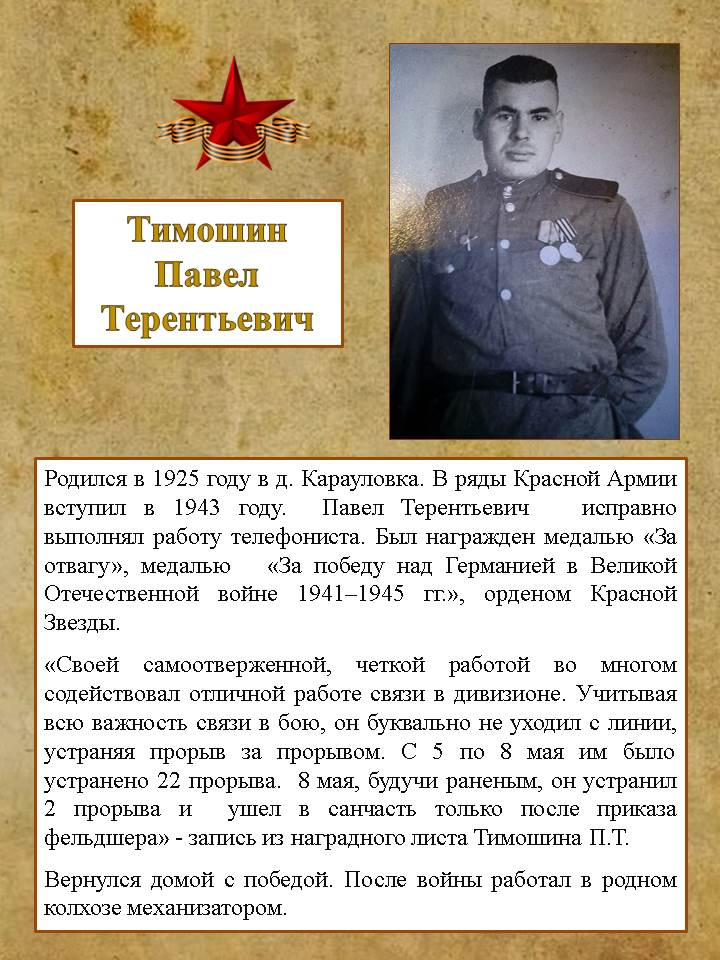 Тимошин
Павел
Терентьевич
Родился в 1925 году в д. Карауловка. В ряды Красной Армии
вступил в 1943 году. Павел Терентьевич исправно
выполнял работу телефониста. Был награжден медалью «За
отвагу», медалью «За победу над Германией в Великой
Отечественной войне 1941–1945 гг.», орденом Красной
Звезды.
«Своей самоотверженной, четкой работой во многом
содействовал отличной работе связи в дивизионе. Учитывая
всю важность связи в бою, он буквально не уходил с линии,
устраняя прорыв за прорывом. С 5 по 8 мая им было
устранено 22 прорыва. 8 мая, будучи раненым, он устранил
2 прорыва и ушел в санчасть только после приказа
фельдшера» - запись из наградного листа Тимошина П.Т.
Вернулся домой с победой. После войны работал в родном
колхозе механизатором.